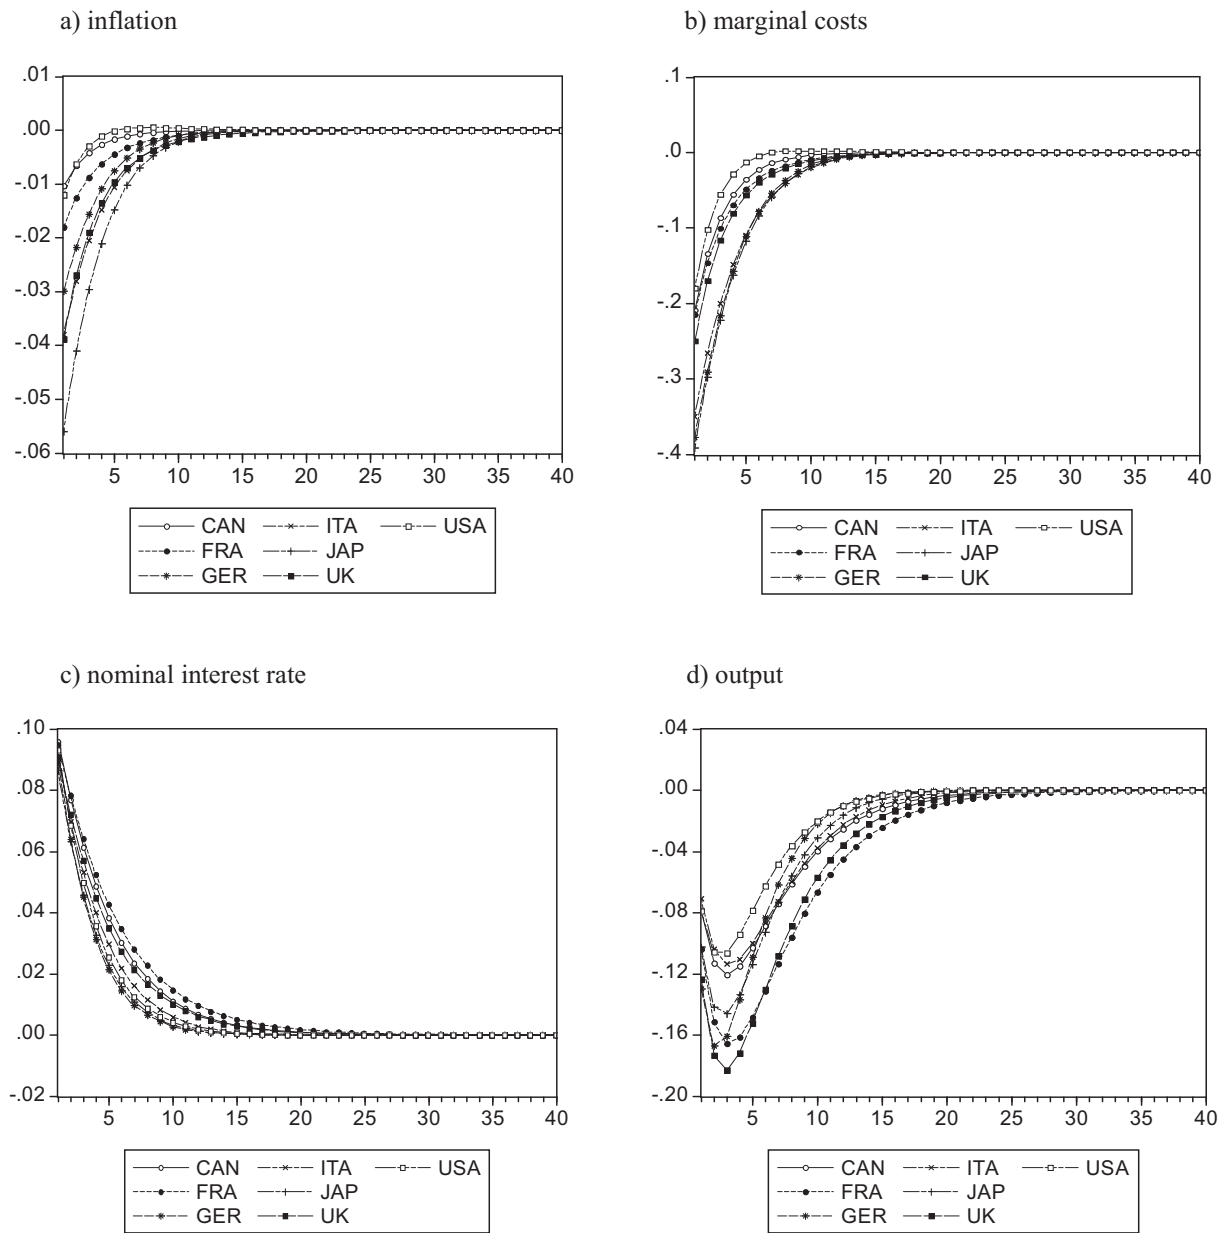 a) inflation
.01
.00
-.01
-.02
-.03
-.04
-.05
-.06
5 10 15 20 25 30 35 40
CAN ITA USA
FRA JAP
GER UK
b) marginal costs
.1
.0
-.1
-.2
-.3
-.4
5 10 15 20 25 30 35 40
CAN ITA USA
FRA JAP
GER UK
c) nominal interest rate
.10
.08
.06
.04
.02
.00
-.02
5 10 15 20 25 30 35 40
CAN ITA USA
FRA JAP
GER UK
d) output
.04
.00
-.04
-.08
-.12
-.16
-.20
5 10 15 20 25 30 35 40
CAN ITA USA
FRA JAP
GER UK